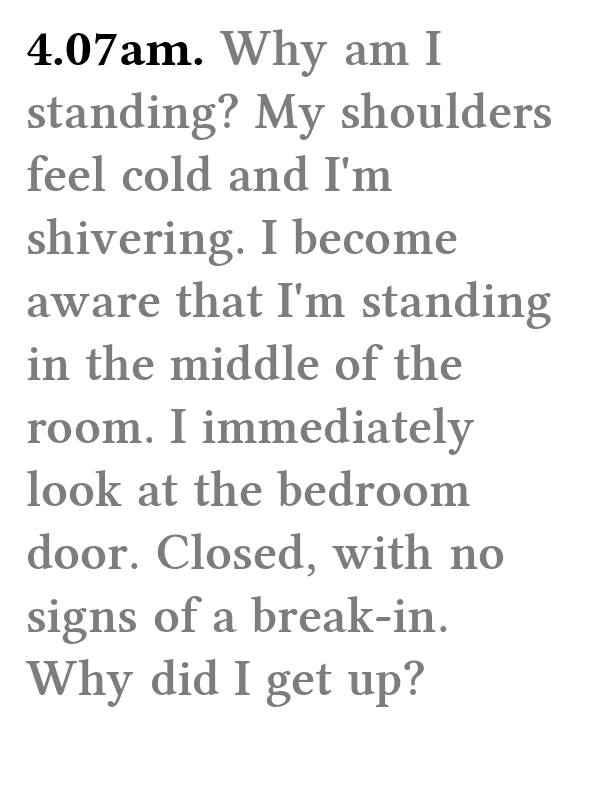 4.07am. Why am I
standing? My shoulders
feel cold and I'm
shivering. I become
aware that I'm standing
in the middle of the
room. I immediately
look at the bedroom
door. Closed, with no
signs of a break-in.
Why did I get up?